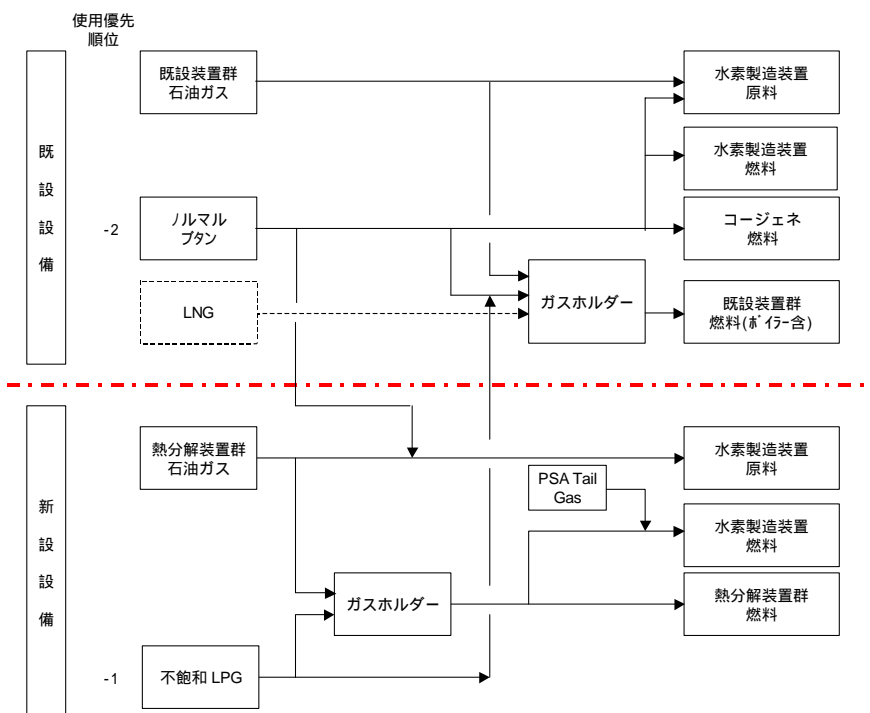 使用優先
順位
既設設備
既設装置群
石油ガス
水素製造装置
原料
水素製造装置
燃料
-2
ノルマル
ブタン
コージェネ
燃料
LNG
ガスホルダー
既設装置群
燃料(ﾎﾞｲﾗｰ含)
新設設備
熱分解装置群
石油ガス
水素製造装置
原料
PSA Tail
Gas
水素製造装置
燃料
ガスホルダー
熱分解装置群
燃料
-1
不飽和 LPG